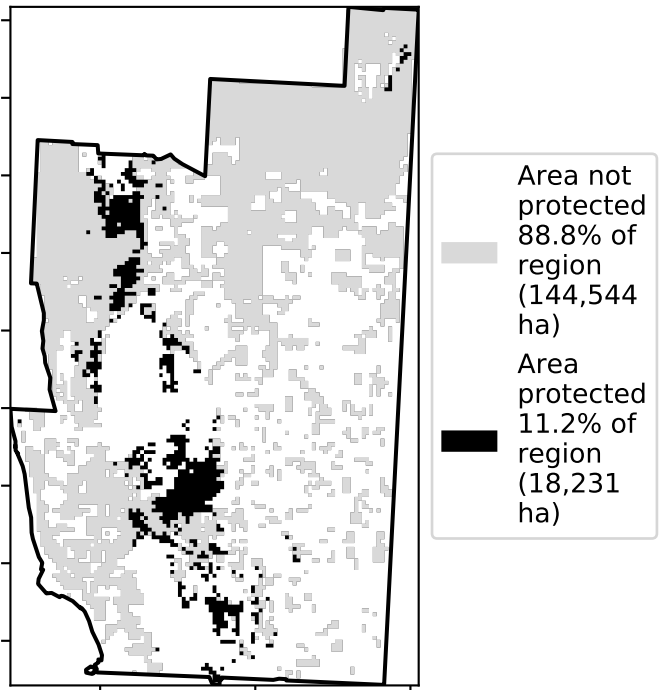 Area not
protected
88.8% of
region
(144,544
ha)
Area
protected
11.2% of
region
(18,231
ha)